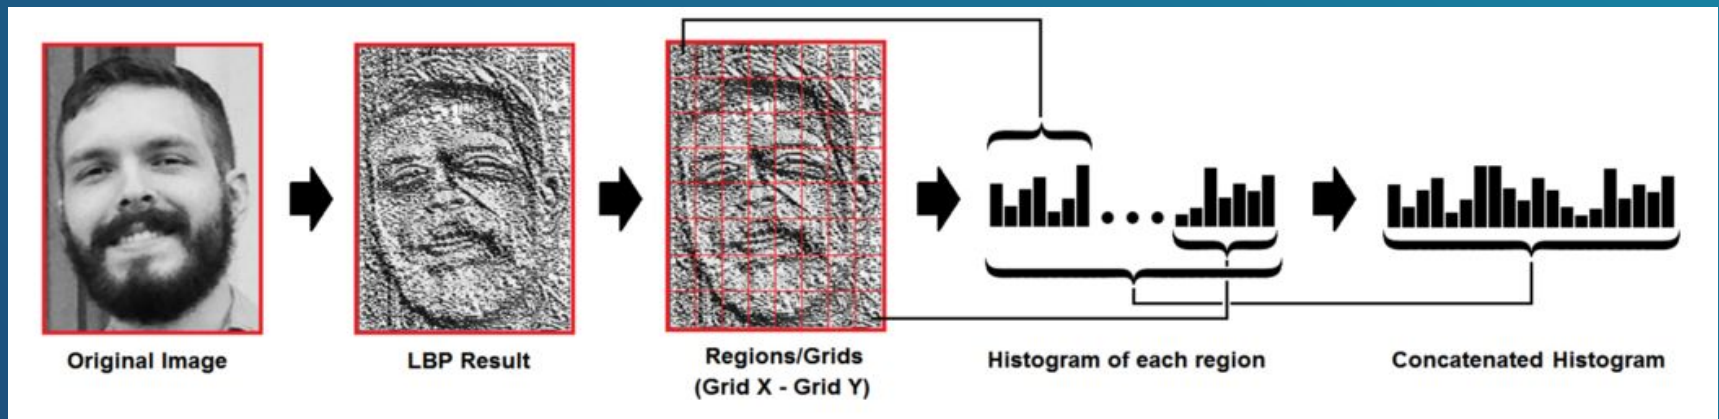 Original Image
LBP Result
Regions/Grids
(Grid X - Grid Y)
Histogram of each region
Concatenated Histogram